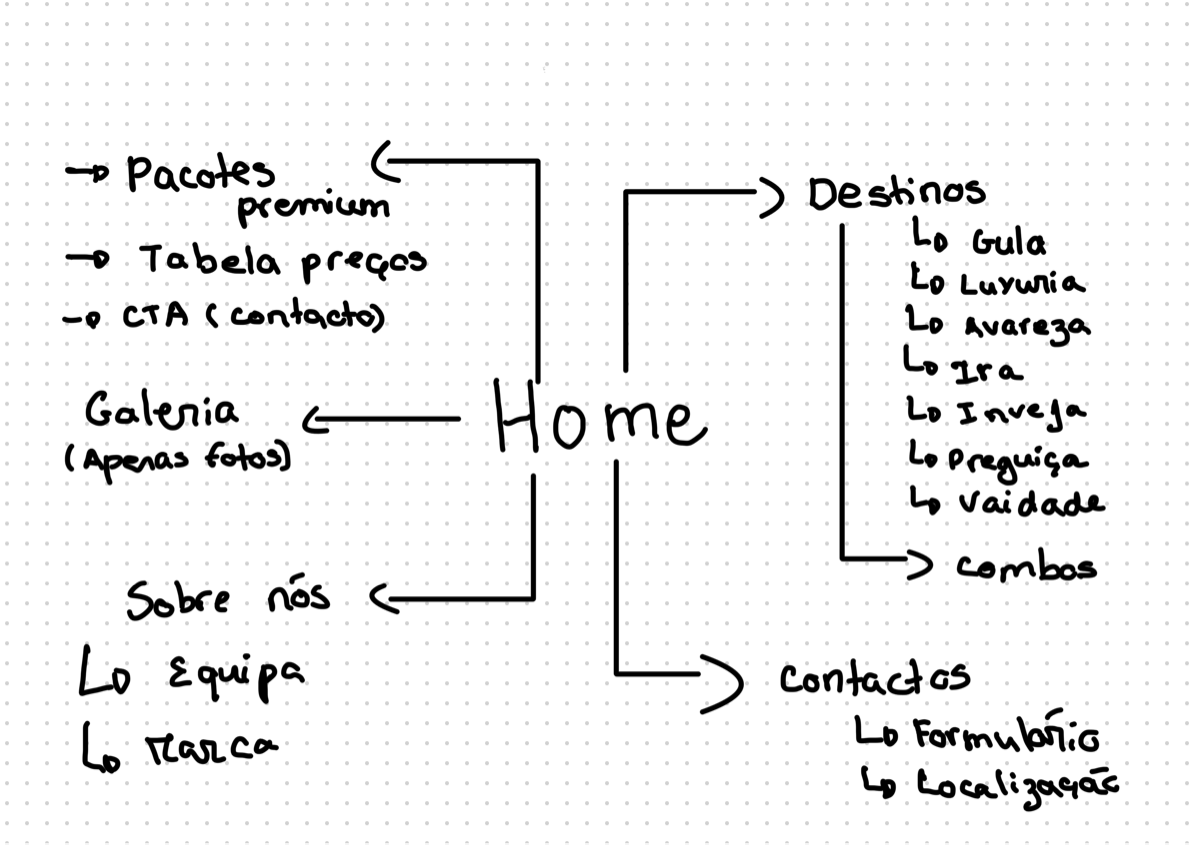 Pacotes
premium
Tabela preços
CTA (contacto)
Galeria
(Apenas fotos)
Home
Destinos
Gula
Luxuria
Avareza
Ira
Inveja
Preguiça
Vaidade
combos
Sobre nós
Equipa
Marca
Contactos
Formulário
Localização